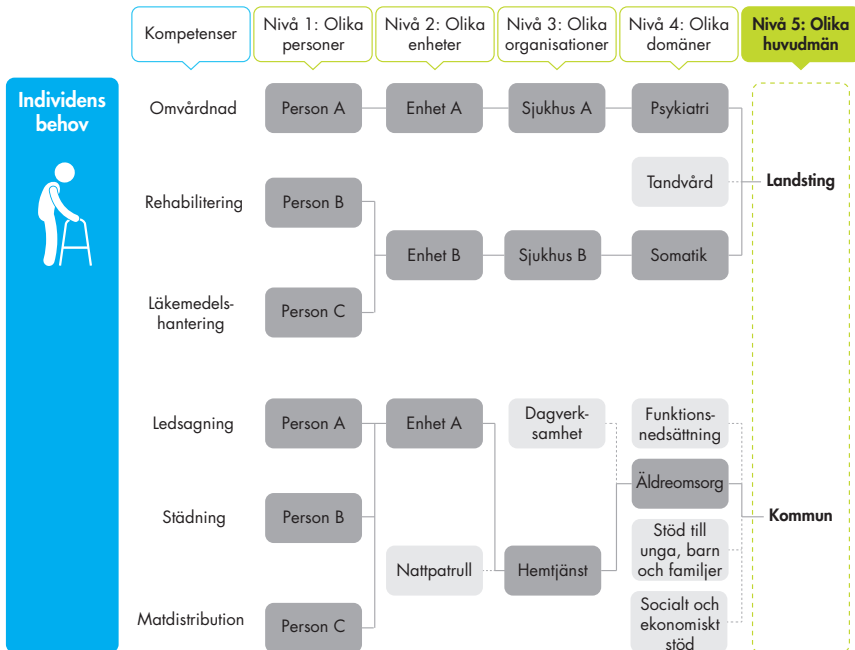 Kompetenser
Nivå 1: Olika
personer
Nivå 2: Olika
enheter
Nivå 3: Olika
organisationer
Nivå 4: Olika
domäner
Nivå 5: Olika
huvudmän
Individens
behov
Omvårdnad
Person A
Enhet A
Sjukhus A
Psykiatri
Tandvård
Landsting
Rehabilitering
Person B
Enhet B
Sjukhus B
Somatik
Läkemedels-
hantering
Person C
Ledsagning
Person A
Enhet A
Dagverk-
samhet
Funktions-
nedsättning
Äldreomsorg
Städning
Person B
Kommun
Nattpatrull
Hemtjänst
Stöd till
unga, barn
och familjer
Matdistribution
Person C
Socialt och
ekonomiskt
stöd